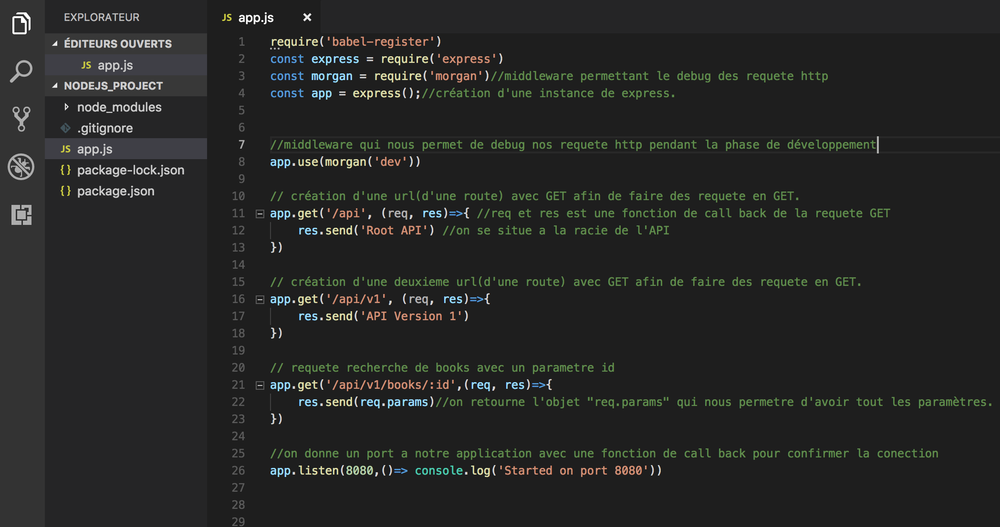 EXPLORATEUR
ÉDITEURS OUVERTS
JS app.js
NODEJS_PROJECT
node_modules
.gitignore
JS app.js
{} package-lock.json
{} package.json
JS app.js ×
1 require('babel-register')
2 const express = require('express')
3 const morgan = require('morgan')//middleware permettant le debug des requete http
4 const app = express();//création d'une instance de express.
5
6
7 //middleware qui nous permet de debug nos requete http pendant la phase de développement
8 app.use(morgan('dev'))
9
10 // création d'une url(d'une route) avec GET afin de faire des requete en GET.
11 app.get('/api', (req, res)=>{ //req et res est une fonction de call back de la requete GET
12 res.send('Root API') //on se situe a la racie de l'API
13 })
14
15 // création d'une deuxieme url(d'une route) avec GET afin de faire des requete en GET.
16 app.get('/api/v1', (req, res)=>{
17 res.send('API Version 1')
18 })
19
20 // requete recherche de books avec un parametre id
21 app.get('/api/v1/books/:id',(req, res)=>{
22 res.send(req.params)//on retourne l'objet "req.params" qui nous permetre d'avoir tout les paramètres.
23 })
24
25 //on donne un port a notre application avec une fonction de call back pour confirmer la conection
26 app.listen(8080,()=> console.log('Started on port 8080'))
27
28
29